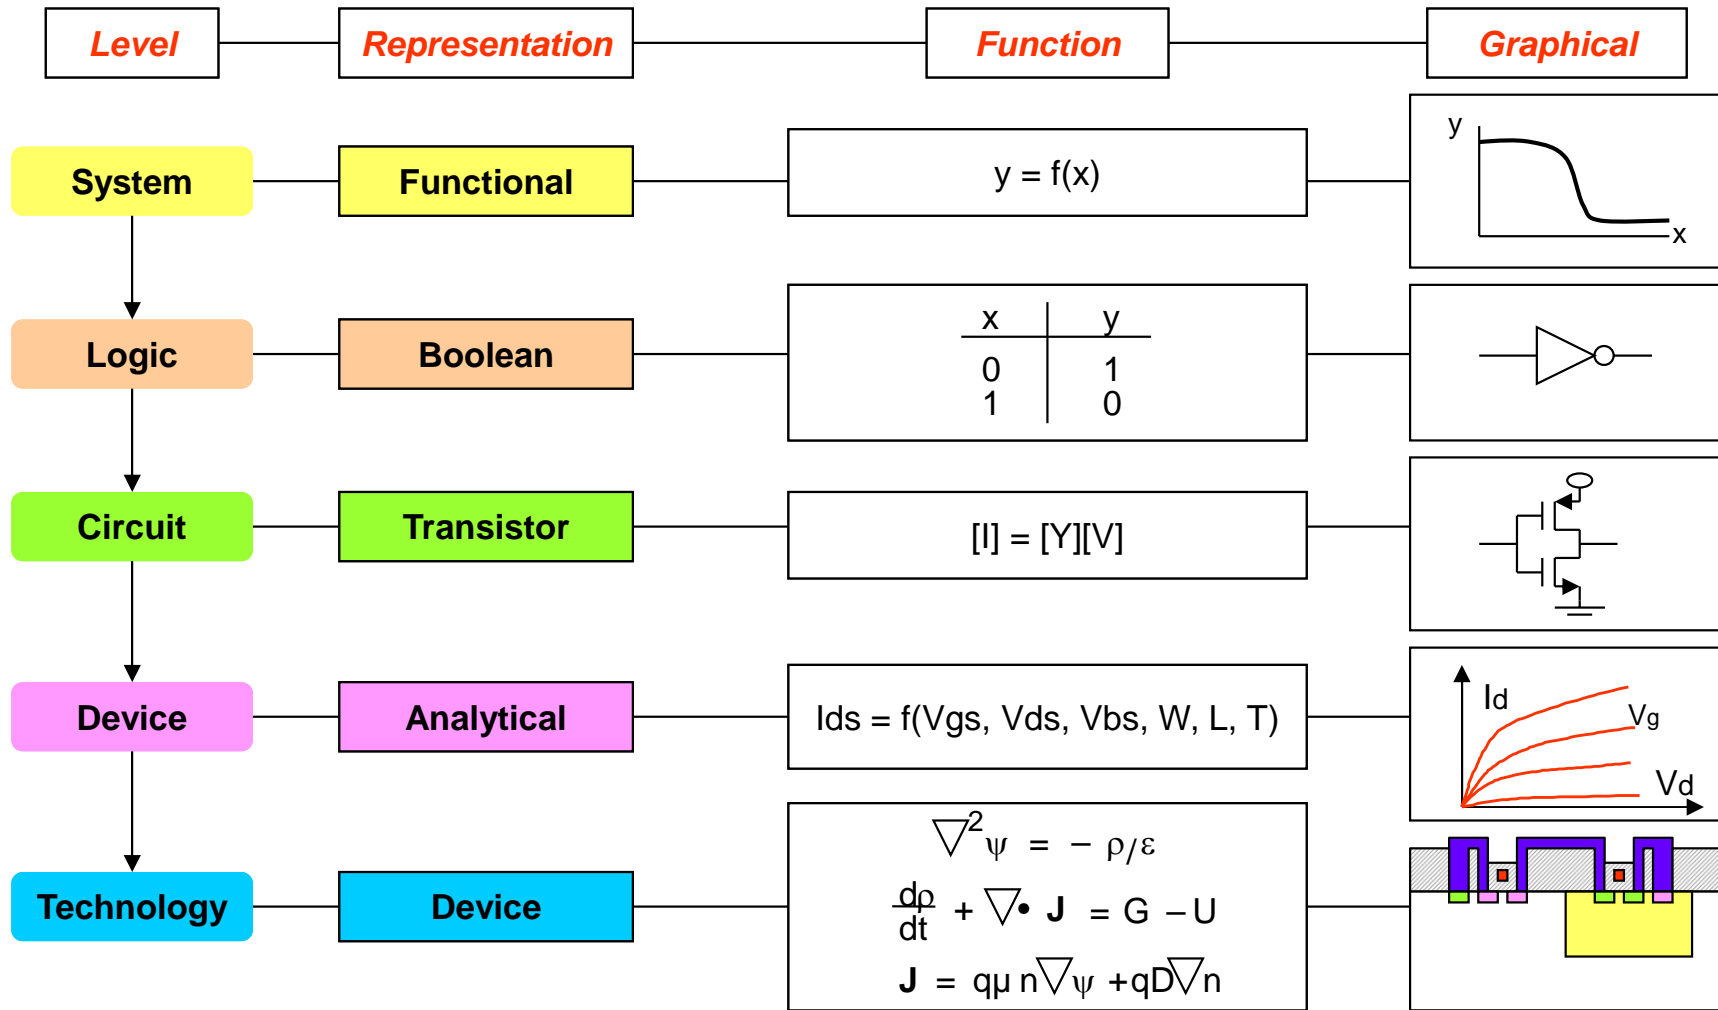 Level Representation Function Graphical
System Functional y = f(x) y x
Logic Boolean x y
0 1
1 0
Circuit Transistor [I] = [Y][V]
Device Analytical Ids = f(Vgs, Vds, Vbs, W, L, T) Id Vg Vd
∇²ψ = − ρ/ε
Technology Device dρ/dt + ∇• J = G − U
J = qμ n∇ψ +qD∇n